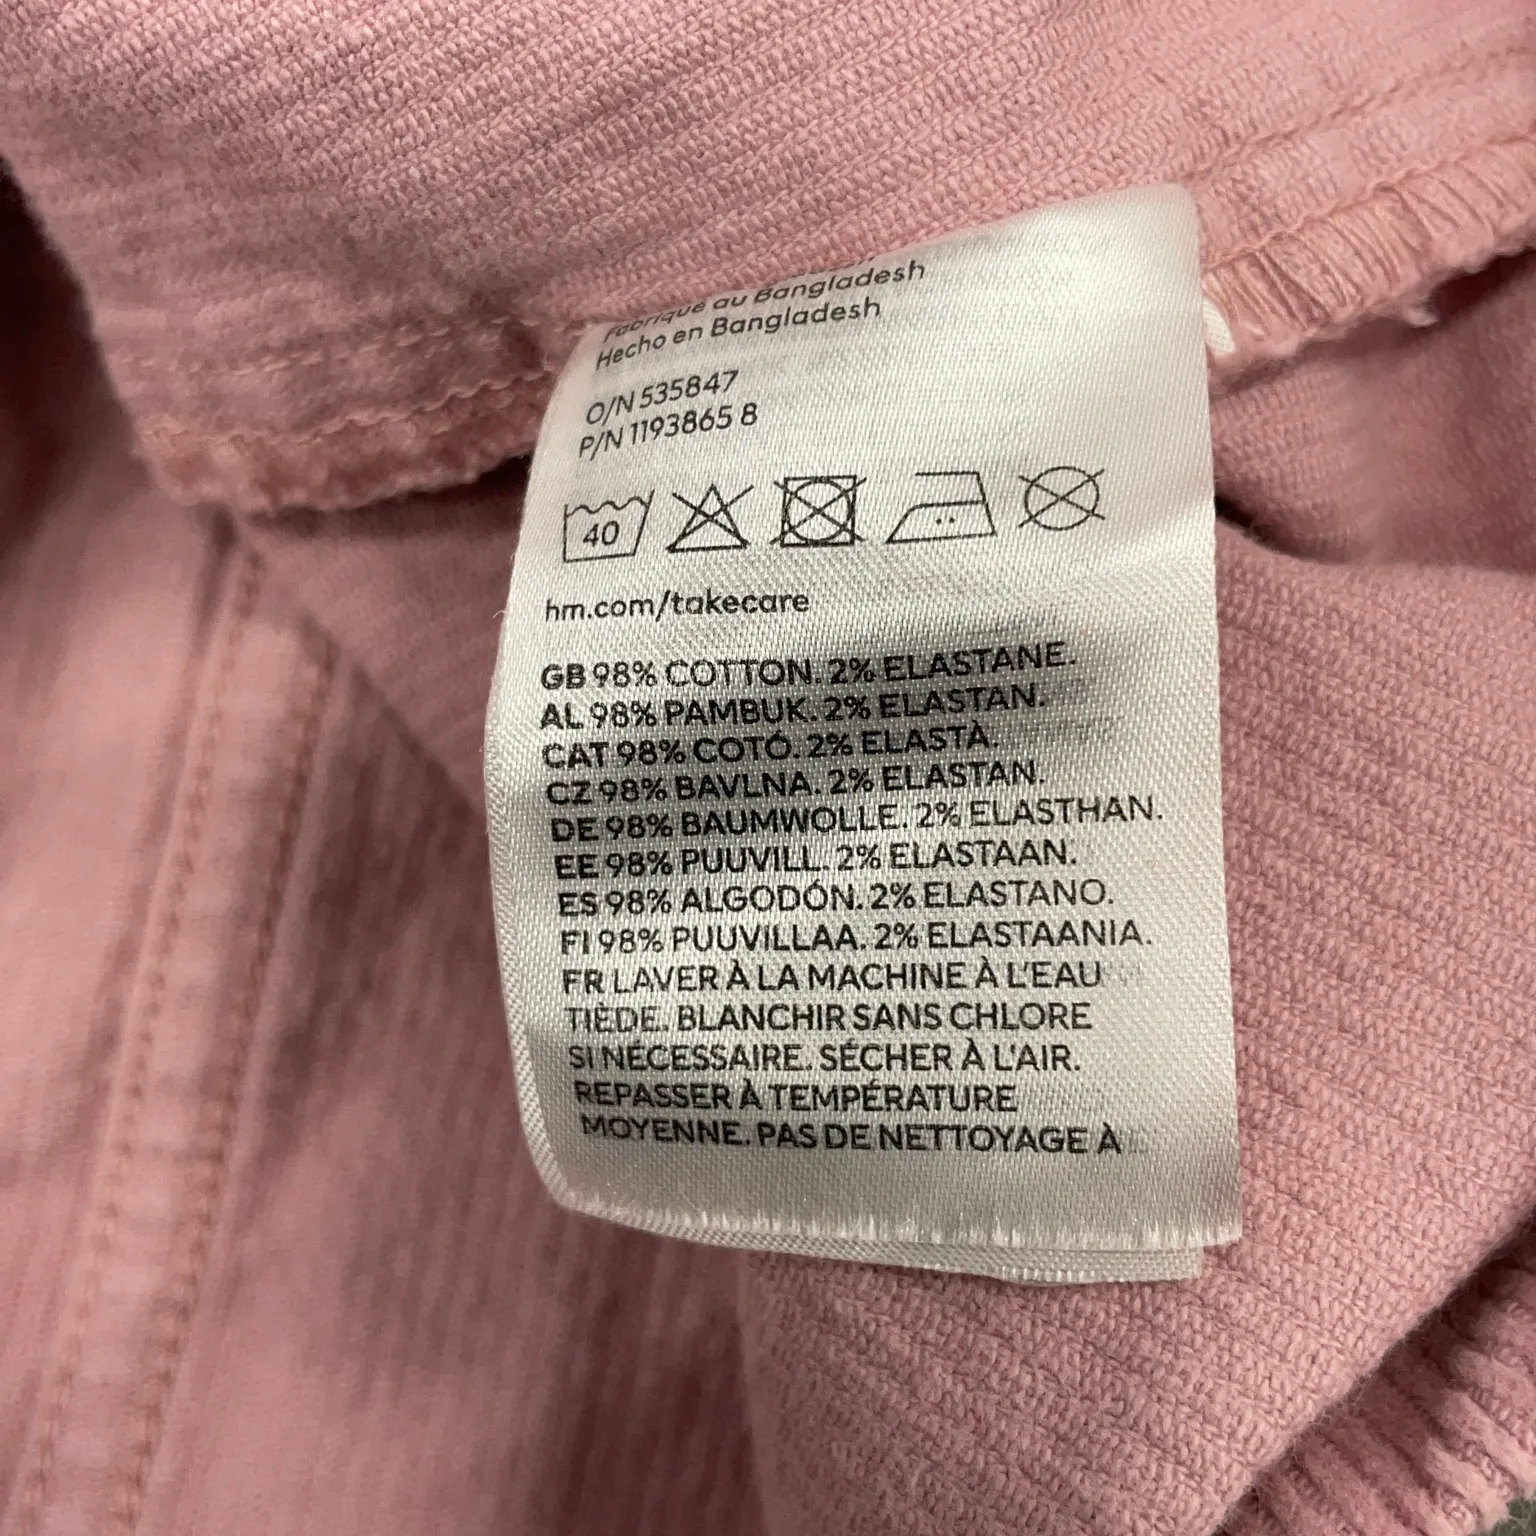 Fabriqué au Bangladesh
Hecho en Bangladesh
O/N 535847
P/N 1193865 8
40
hm.com/takecare
GB 98% COTTON. 2% ELASTANE.
AL 98% PAMBUK. 2% ELASTAN.
CAT 98% COTÓ. 2% ELASTÀ.
CZ 98% BAVLNA. 2% ELASTAN.
DE 98% BAUMWOLLE. 2% ELASTHAN.
EE 98% PUUVILL. 2% ELASTAAN.
ES 98% ALGODÓN. 2% ELASTANO.
FI 98% PUUVILLAA. 2% ELASTAANIA.
FR LAVER À LA MACHINE À L'EAU
TIÈDE. BLANCHIR SANS CHLORE
SI NÉCESSAIRE. SÉCHER À L'AIR.
REPASSER À TEMPÉRATURE
MOYENNE. PAS DE NETTOYAGE À